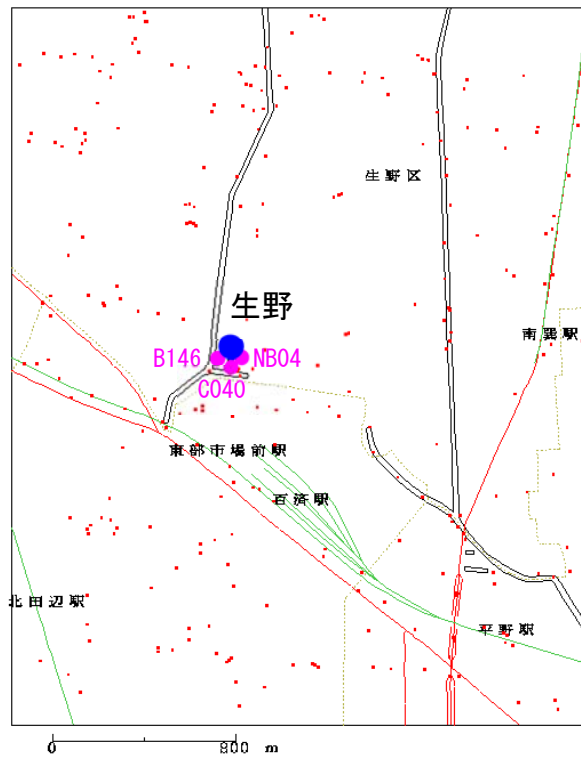 生野区
生野
南巽駅
B146
NB04
C040
東部市場前駅
百済駅
北田辺駅
平野駅
0 800 m